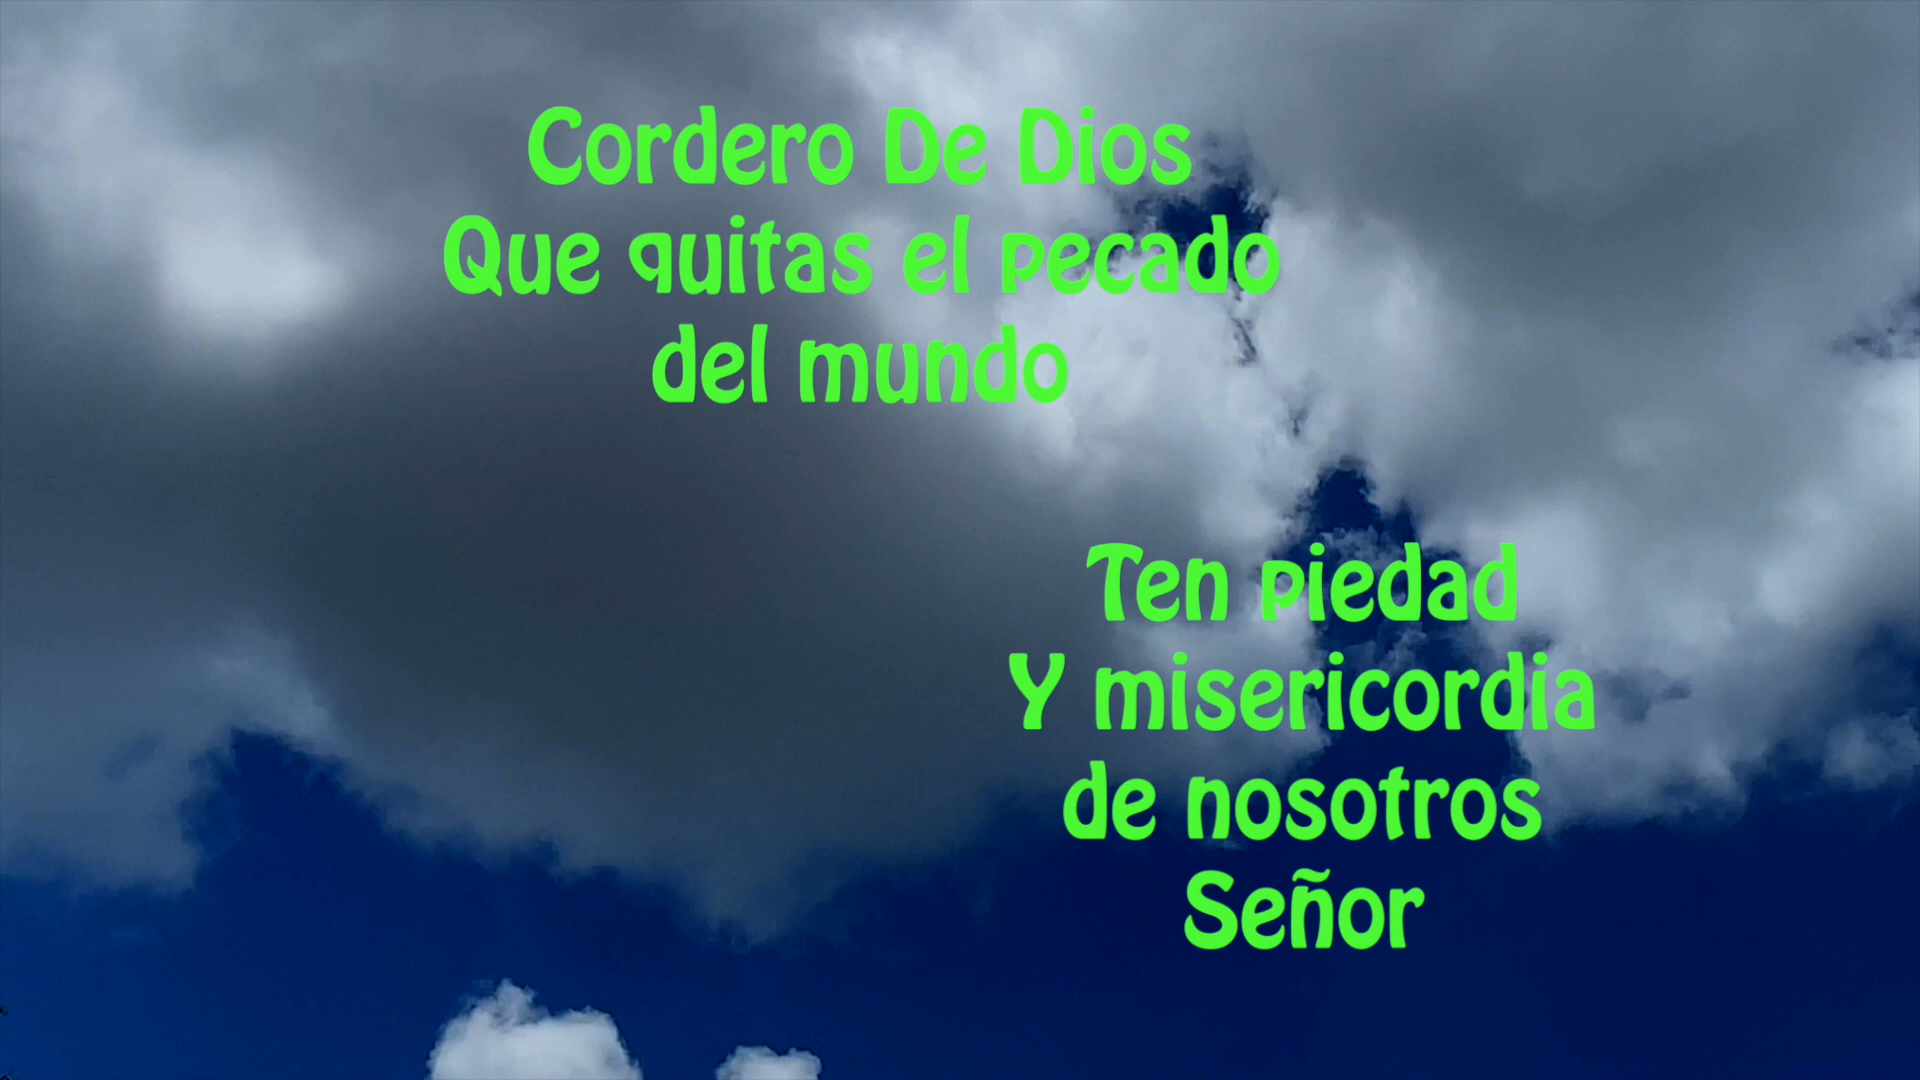 Cordero De Dios
Que quitas el pecado
del mundo
Ten piedad
Y misericordia
de nosotros
Señor